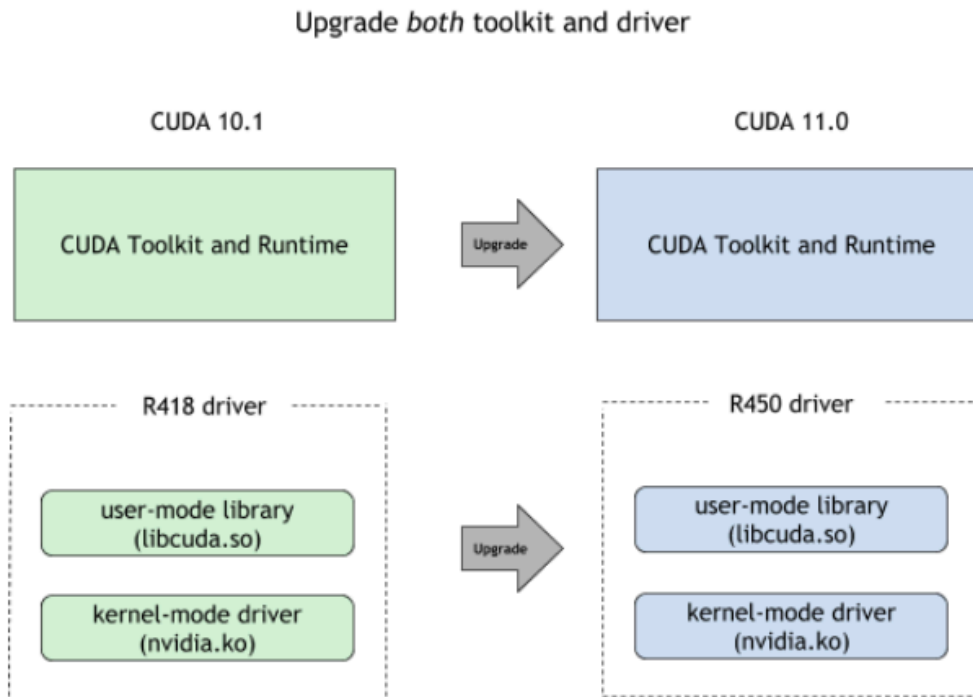 Upgrade both toolkit and driver
CUDA 10.1
CUDA 11.0
CUDA Toolkit and Runtime
Upgrade
CUDA Toolkit and Runtime
R418 driver
R450 driver
user-mode library
(libcuda.so)
Upgrade
user-mode library
(libcuda.so)
kernel-mode driver
(nvidia.ko)
kernel-mode driver
(nvidia.ko)